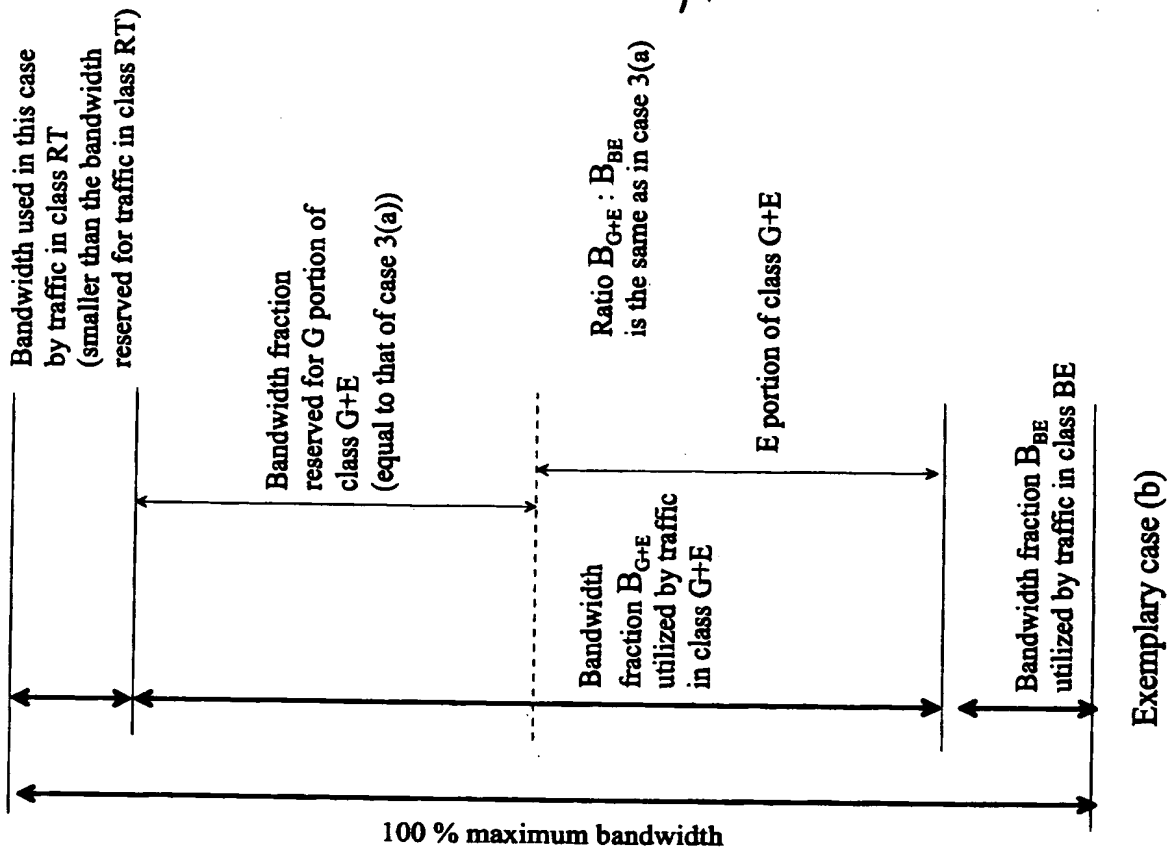 Bandwidth used in this case
by traffic in class RT
(smaller than the bandwidth
reserved for traffic in class RT)
Bandwidth fraction
reserved for G portion of
class G+E
(equal to that of case 3(a))
Ratio B_G+E : B_BE
is the same as in case 3(a)
Bandwidth
fraction B_G+E
utilized by traffic
in class G+E
E portion of class G+E
Bandwidth fraction B_BE
utilized by traffic in class BE
100 % maximum bandwidth
Exemplary case (b)